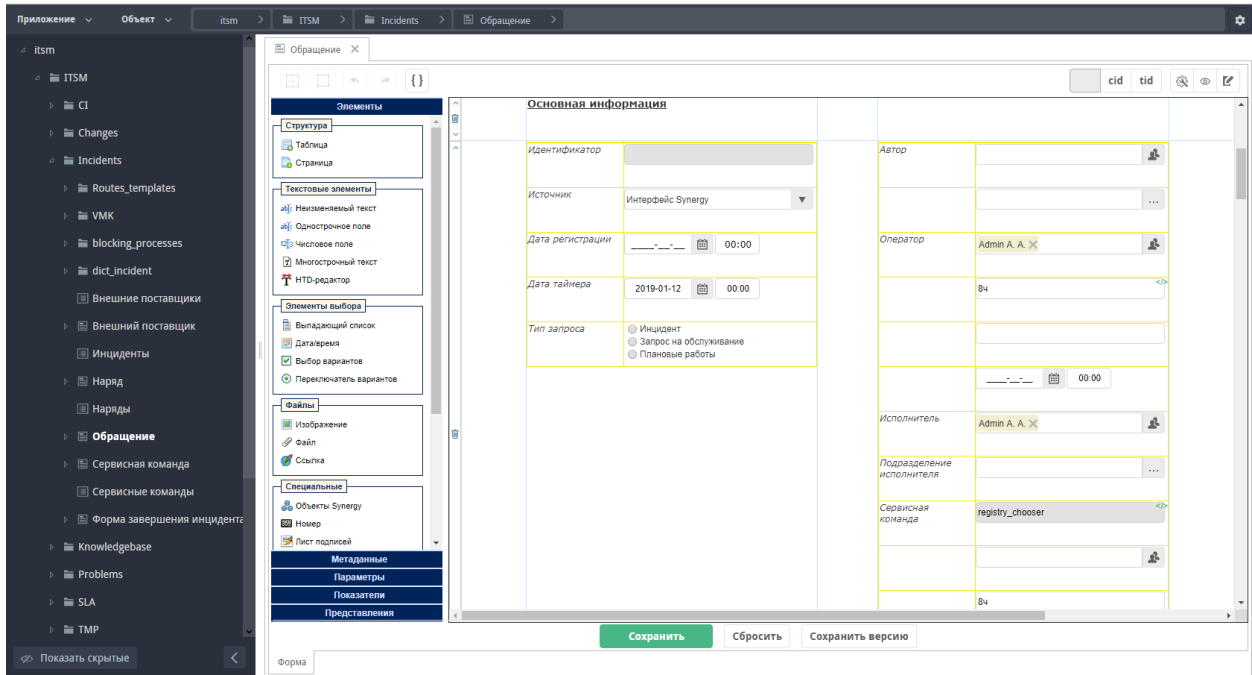 Приложение Объект itsm ITSM Incidents Обращение
itsm
ITSM
CI
Changes
Incidents
Routes_templates
VMK
blocking_processes
dict_incident
Внешние поставщики
Внешний поставщик
Инциденты
Наряд
Наряды
Обращение
Сервисная команда
Сервисные команды
Форма завершения инцидента
Knowledgebase
Problems
SLA
TMP
Показать скрытые
Обращение
{} cid tid
Элементы
Структура
Таблица
Страница
Текстовые элементы
Неизменяемый текст
Однострочное поле
Числовое поле
Многострочный текст
HTD-редактор
Элементы выбора
Выпадающий список
Дата/время
Выбор вариантов
Переключатель вариантов
Файлы
Изображение
Файл
Ссылка
Специальные
Объекты Synergy
Номер
Лист подписей
Метаданные
Параметры
Показатели
Представления
Основная информация
Идентификатор
Источник Интерфейс Synergy
Дата регистрации ____-__-__ 00:00
Дата таймера 2019-01-12 00:00
Тип запроса Инцидент
Запрос на обслуживание
Плановые работы
Автор
...
Оператор Admin A. A.
8ч
____-__-__ 00:00
Исполнитель Admin A. A.
Подразделение исполнителя ...
Сервисная команда registry_chooser
8ч
Сохранить Сбросить Сохранить версию
Форма